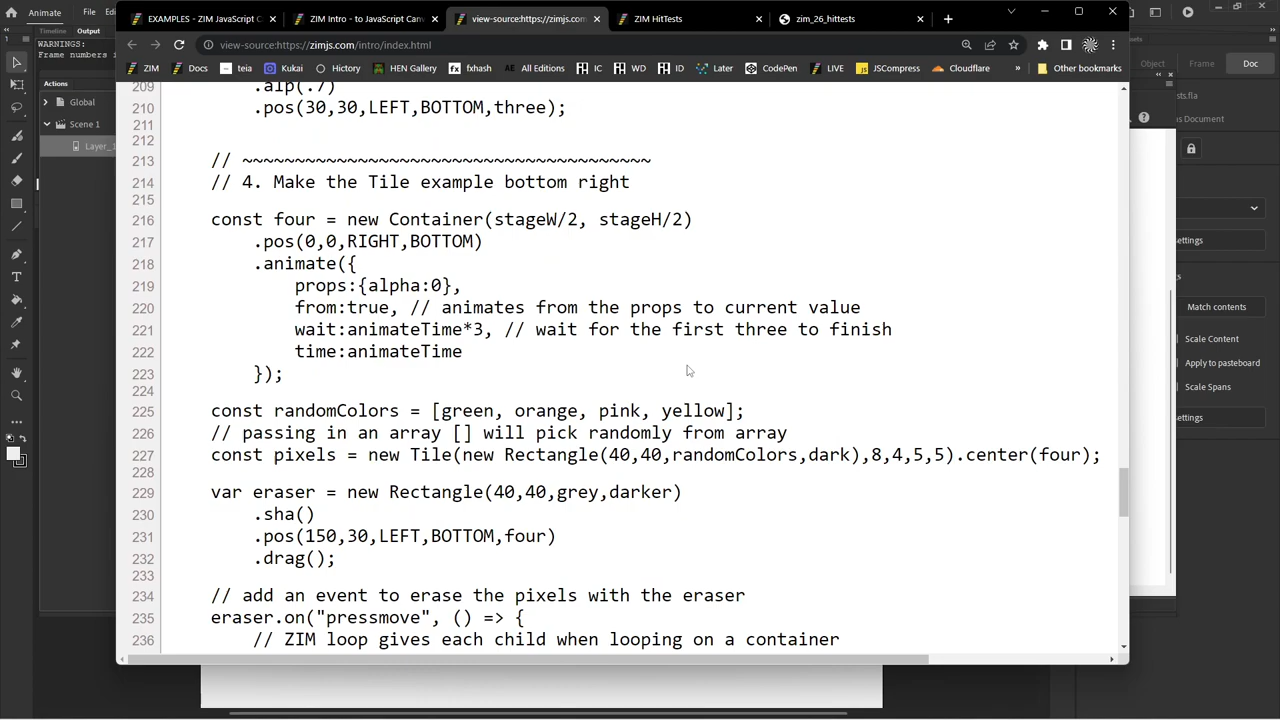 Animate
File
Ed
Output
WARNINGS:
Frame numbers i
Actions
Global
Scene 1
Layer_1
EXAMPLES - ZIM JavaScript C
ZIM Intro - to JavaScript Canv
view-source:https://zimjs.com/
ZIM HitTests
zim_26_hittests
view-source:https://zimjs.com/intro/index.html
ZIM
Docs
teia
Kukai
Hictory
HEN Gallery
fxhash
All Editions
IC
WD
ID
Later
CodePen
LIVE
JSCompress
Cloudflare
»
Other bookmarks
209 .alp(.7)
210 .pos(30,30,LEFT,BOTTOM,three);
211
212
213 // ~~~~~~~~~~~~~~~~~~~~~~~~~~~~~~~~~~~~~~~
214 // 4. Make the Tile example bottom right
215
216 const four = new Container(stageW/2, stageH/2)
217 .pos(0,0,RIGHT,BOTTOM)
218 .animate({
219 props:{alpha:0},
220 from:true, // animates from the props to current value
221 wait:animateTime*3, // wait for the first three to finish
222 time:animateTime
223 });
224
225 const randomColors = [green, orange, pink, yellow];
226 // passing in an array [] will pick randomly from array
227 const pixels = new Tile(new Rectangle(40,40,randomColors,dark),8,4,5,5).center(four);
228
229 var eraser = new Rectangle(40,40,grey,darker)
230 .sha()
231 .pos(150,30,LEFT,BOTTOM,four)
232 .drag();
233
234 // add an event to erase the pixels with the eraser
235 eraser.on("pressmove", () => {
236 // ZIM loop gives each child when looping on a container
Object
Frame
Doc
sts.fla
s Document
settings
Match contents
Scale Content
Apply to pasteboard
Scale Spans
settings